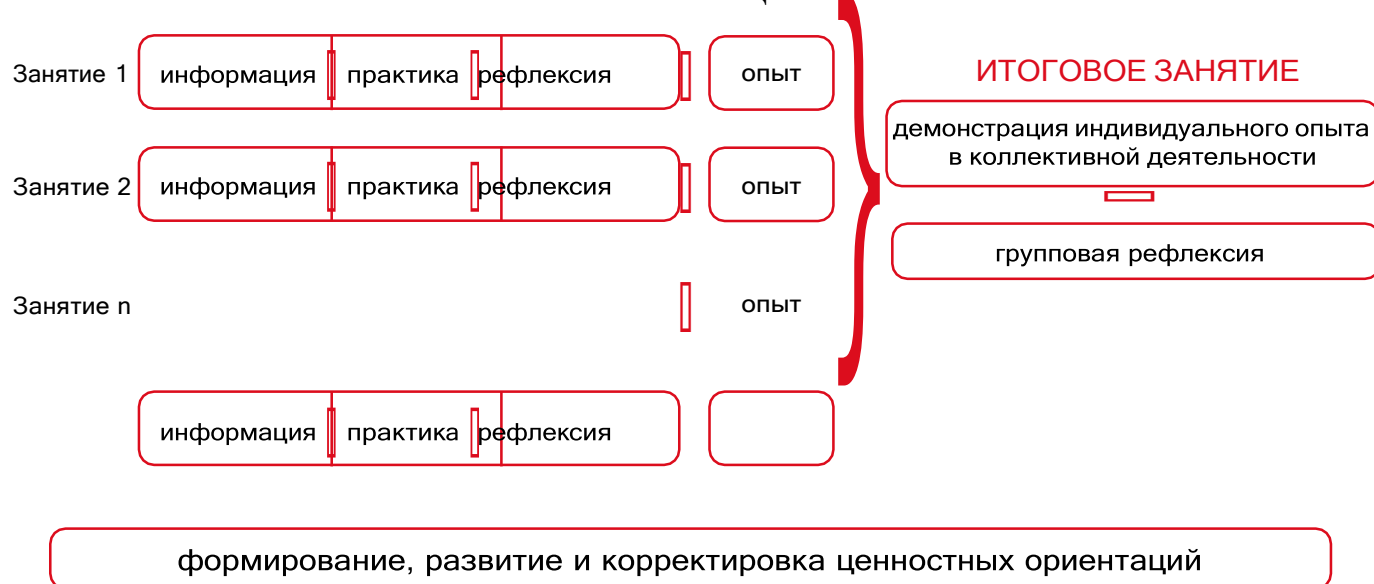 Занятие 1 информация практика рефлексия опыт
ИТОГОВОЕ ЗАНЯТИЕ
демонстрация индивидуального опыта
в коллективной деятельности
Занятие 2 информация практика рефлексия опыт
групповая рефлексия
Занятие n опыт
информация практика рефлексия
формирование, развитие и корректировка ценностных ориентаций